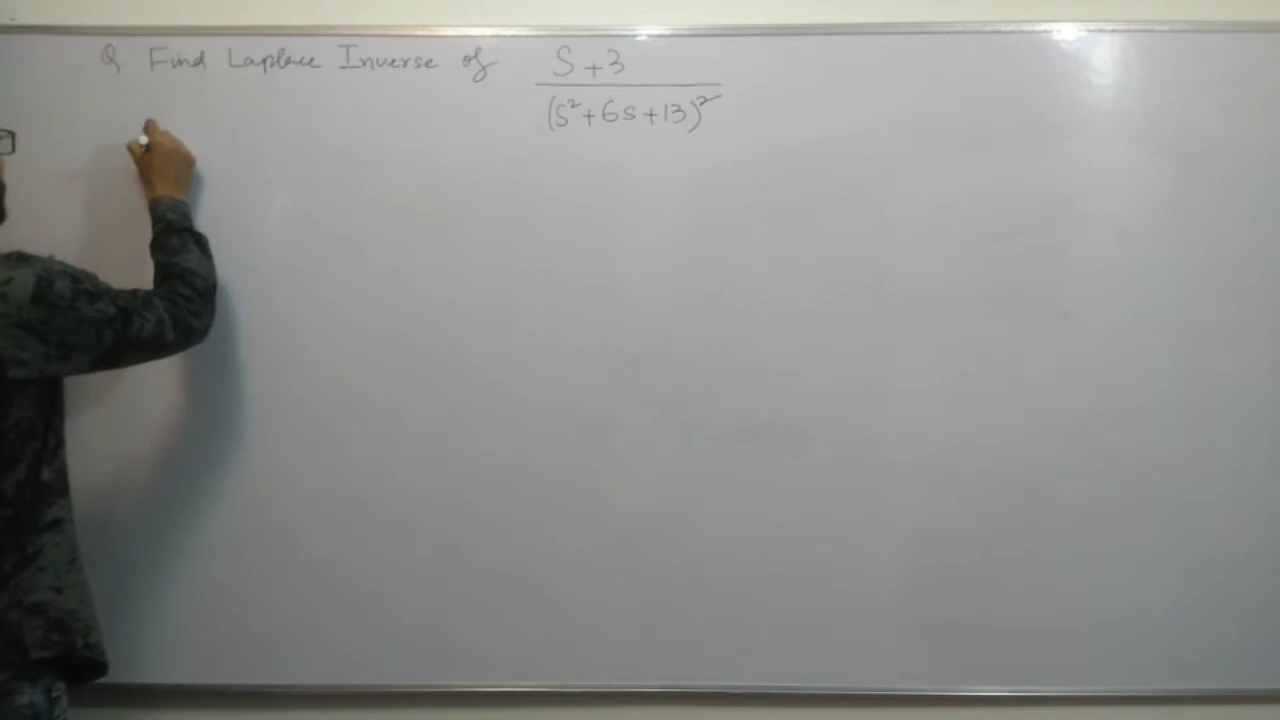 Q Find Laplace Inverse of S+3
(S²+6s+13)²